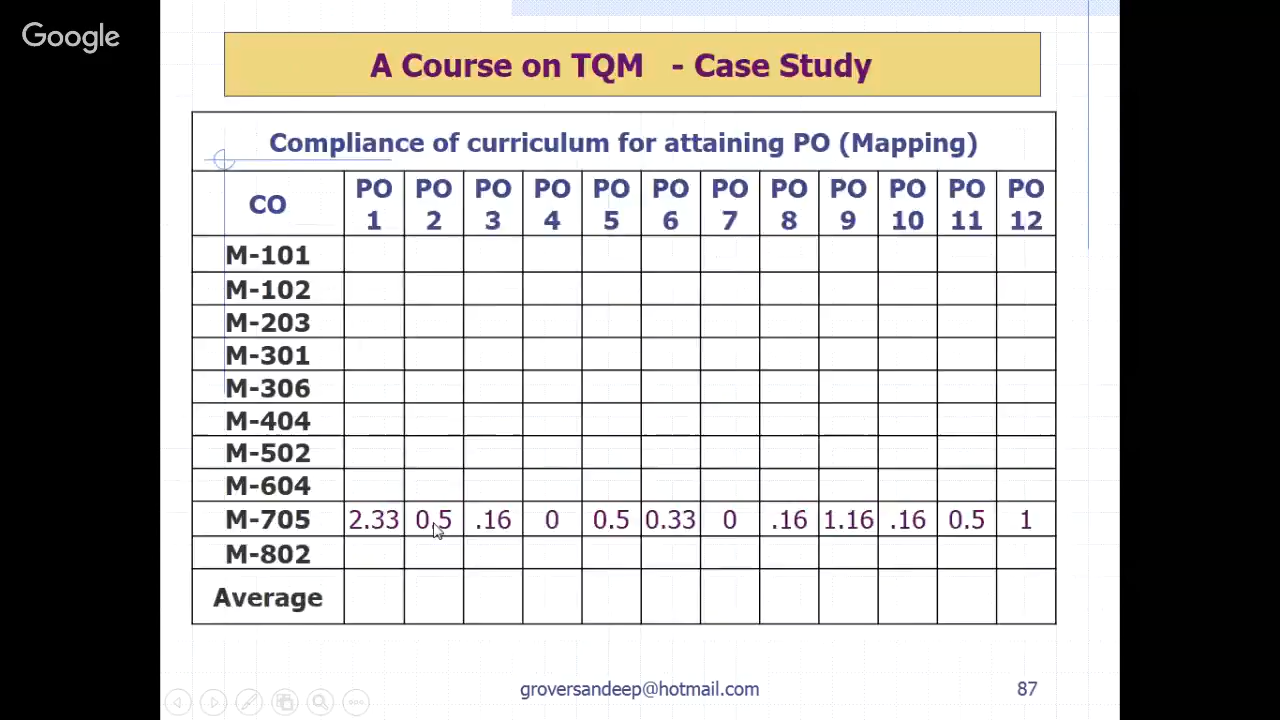 Google
A Course on TQM - Case Study
Compliance of curriculum for attaining PO (Mapping)
CO PO 1 PO 2 PO 3 PO 4 PO 5 PO 6 PO 7 PO 8 PO 9 PO 10 PO 11 PO 12
M-101
M-102
M-203
M-301
M-306
M-404
M-502
M-604
M-705 2.33 0.5 .16 0 0.5 0.33 0 .16 1.16 .16 0.5 1
M-802
Average
groversandeep@hotmail.com 87